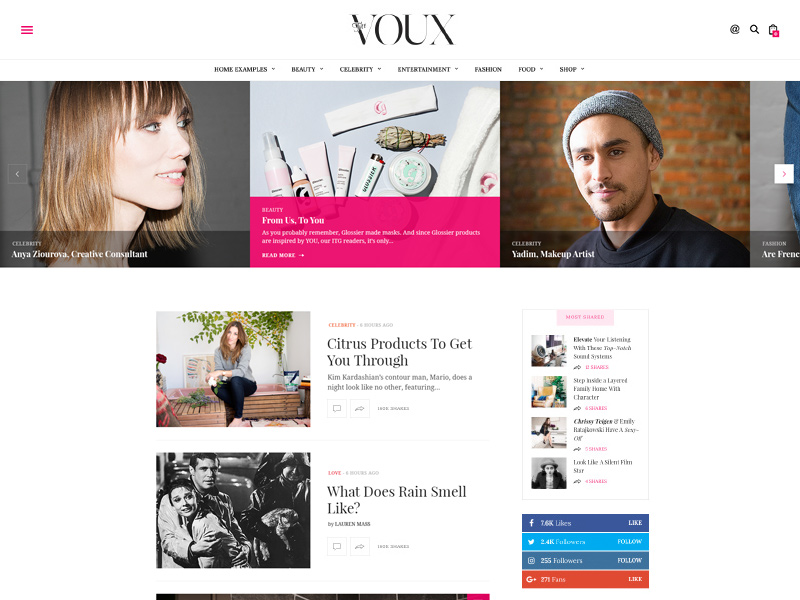 The VOUX
@
HOME EXAMPLES BEAUTY CELEBRITY ENTERTAINMENT FASHION FOOD SHOP
CELEBRITY
Anya Ziourova, Creative Consultant
BEAUTY
From Us, To You
As you probably remember, Glossier made masks. And since Glossier products
are inspired by YOU, our ITG readers, it's only...
READ MORE →
CELEBRITY
Yadim, Makeup Artist
FASHION
Are Frenc
CELEBRITY - 6 HOURS AGO
Citrus Products To Get
You Through
Kim Kardashian's contour man, Mario, does a
night look like no other, featuring...
SHARES
LOVE - 6 HOURS AGO
What Does Rain Smell
Like?
by LAUREN MASS
SHARES
MOST SHARED
Elevate Your Listening
With These Top-Notch
Sound Systems
12 SHARES
Step Inside a Layered
Family Home With
Character
6 SHARES
Chrissy Teigen & Emily
Ratajkowski Have A Sexy-
Off
5 SHARES
Look Like A Silent Film
Star
4 SHARES
7.6K Likes LIKE
2.4K Followers FOLLOW
255 Followers FOLLOW
271 Fans LIKE